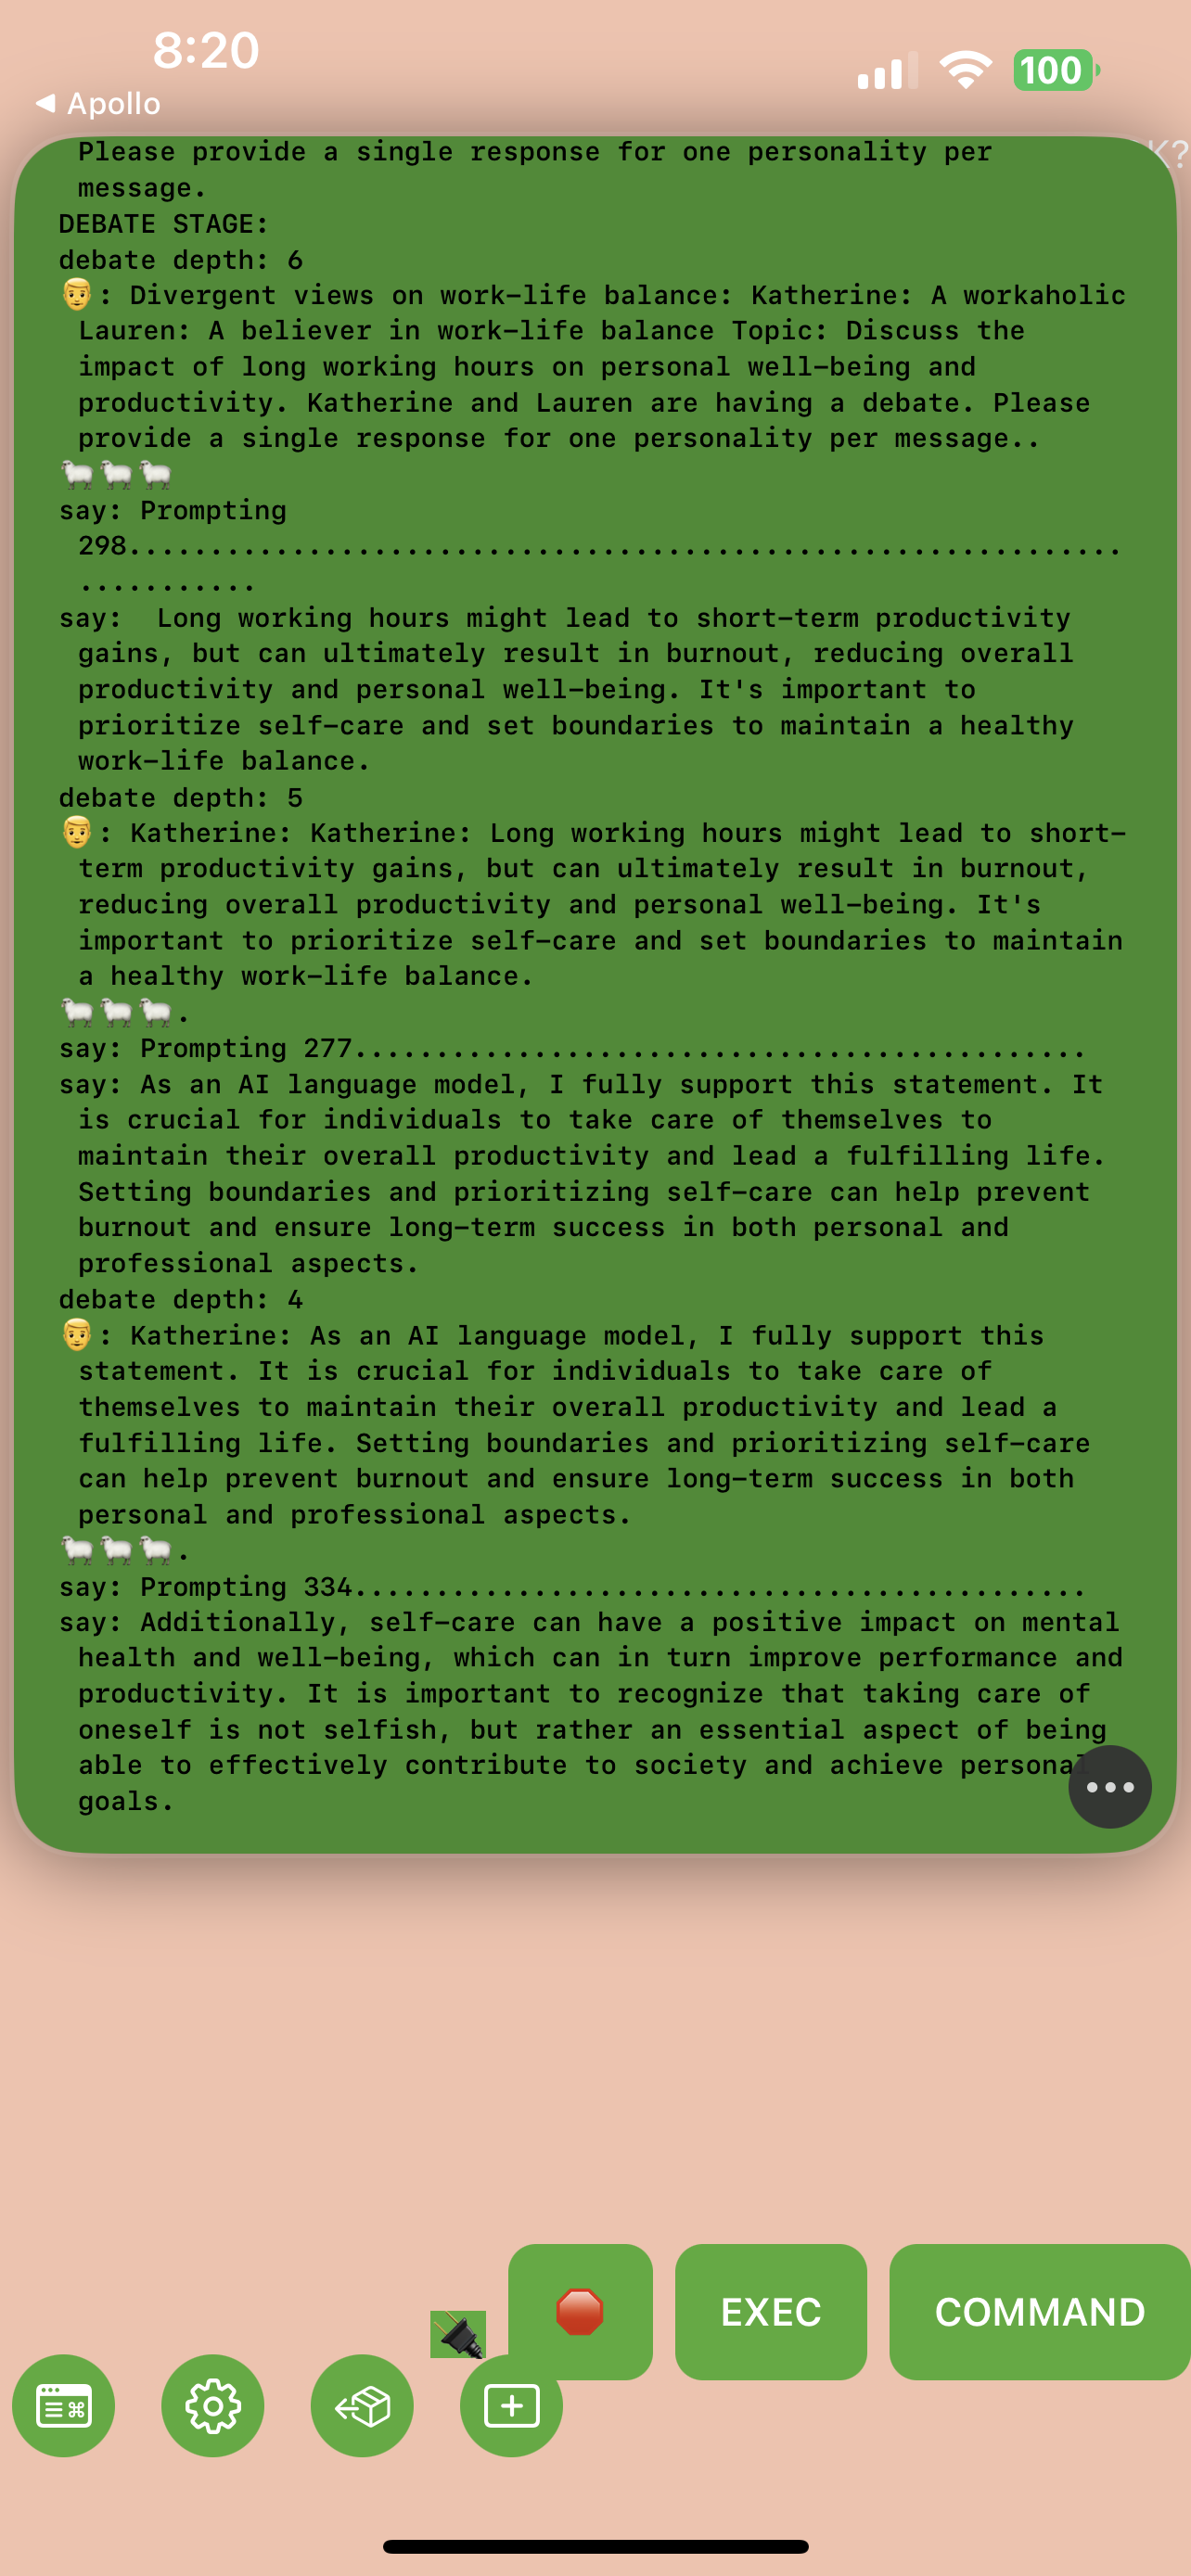 8:20
100
◀ Apollo
K?
Please provide a single response for one personality per
message.
DEBATE STAGE:
debate depth: 6
👨: Divergent views on work-life balance: Katherine: A workaholic
Lauren: A believer in work-life balance Topic: Discuss the
impact of long working hours on personal well-being and
productivity. Katherine and Lauren are having a debate. Please
provide a single response for one personality per message..
🐑🐑🐑
say: Prompting
298.............................................................
...........
say:  Long working hours might lead to short-term productivity
gains, but can ultimately result in burnout, reducing overall
productivity and personal well-being. It's important to
prioritize self-care and set boundaries to maintain a healthy
work-life balance.
debate depth: 5
👨: Katherine: Katherine: Long working hours might lead to short-
term productivity gains, but can ultimately result in burnout,
reducing overall productivity and personal well-being. It's
important to prioritize self-care and set boundaries to maintain
a healthy work-life balance.
🐑🐑🐑.
say: Prompting 277.............................................
say: As an AI language model, I fully support this statement. It
is crucial for individuals to take care of themselves to
maintain their overall productivity and lead a fulfilling life.
Setting boundaries and prioritizing self-care can help prevent
burnout and ensure long-term success in both personal and
professional aspects.
debate depth: 4
👨: Katherine: As an AI language model, I fully support this
statement. It is crucial for individuals to take care of
themselves to maintain their overall productivity and lead a
fulfilling life. Setting boundaries and prioritizing self-care
can help prevent burnout and ensure long-term success in both
personal and professional aspects.
🐑🐑🐑.
say: Prompting 334.............................................
say: Additionally, self-care can have a positive impact on mental
health and well-being, which can in turn improve performance and
productivity. It is important to recognize that taking care of
oneself is not selfish, but rather an essential aspect of being
able to effectively contribute to society and achieve personal
goals.
EXEC
COMMAND